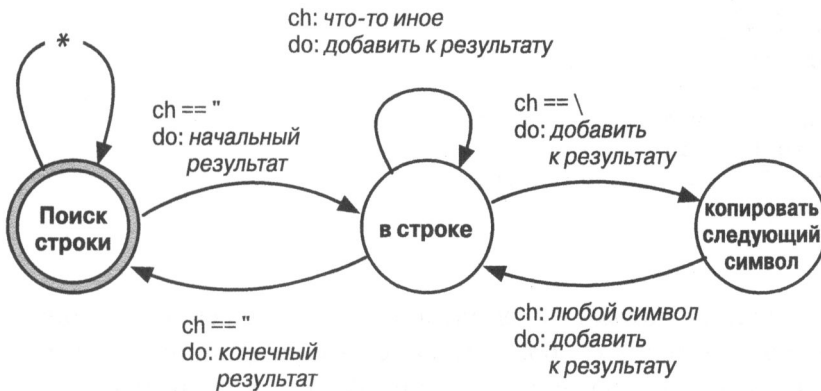 ch: что-то иное
do: добавить к результату
*
ch == "
do: начальный
результат
ch == \
do: добавить
к результату
Поиск
строки
в строке
копировать
следующий
символ
ch == "
do: конечный
результат
ch: любой символ
do: добавить
к результату